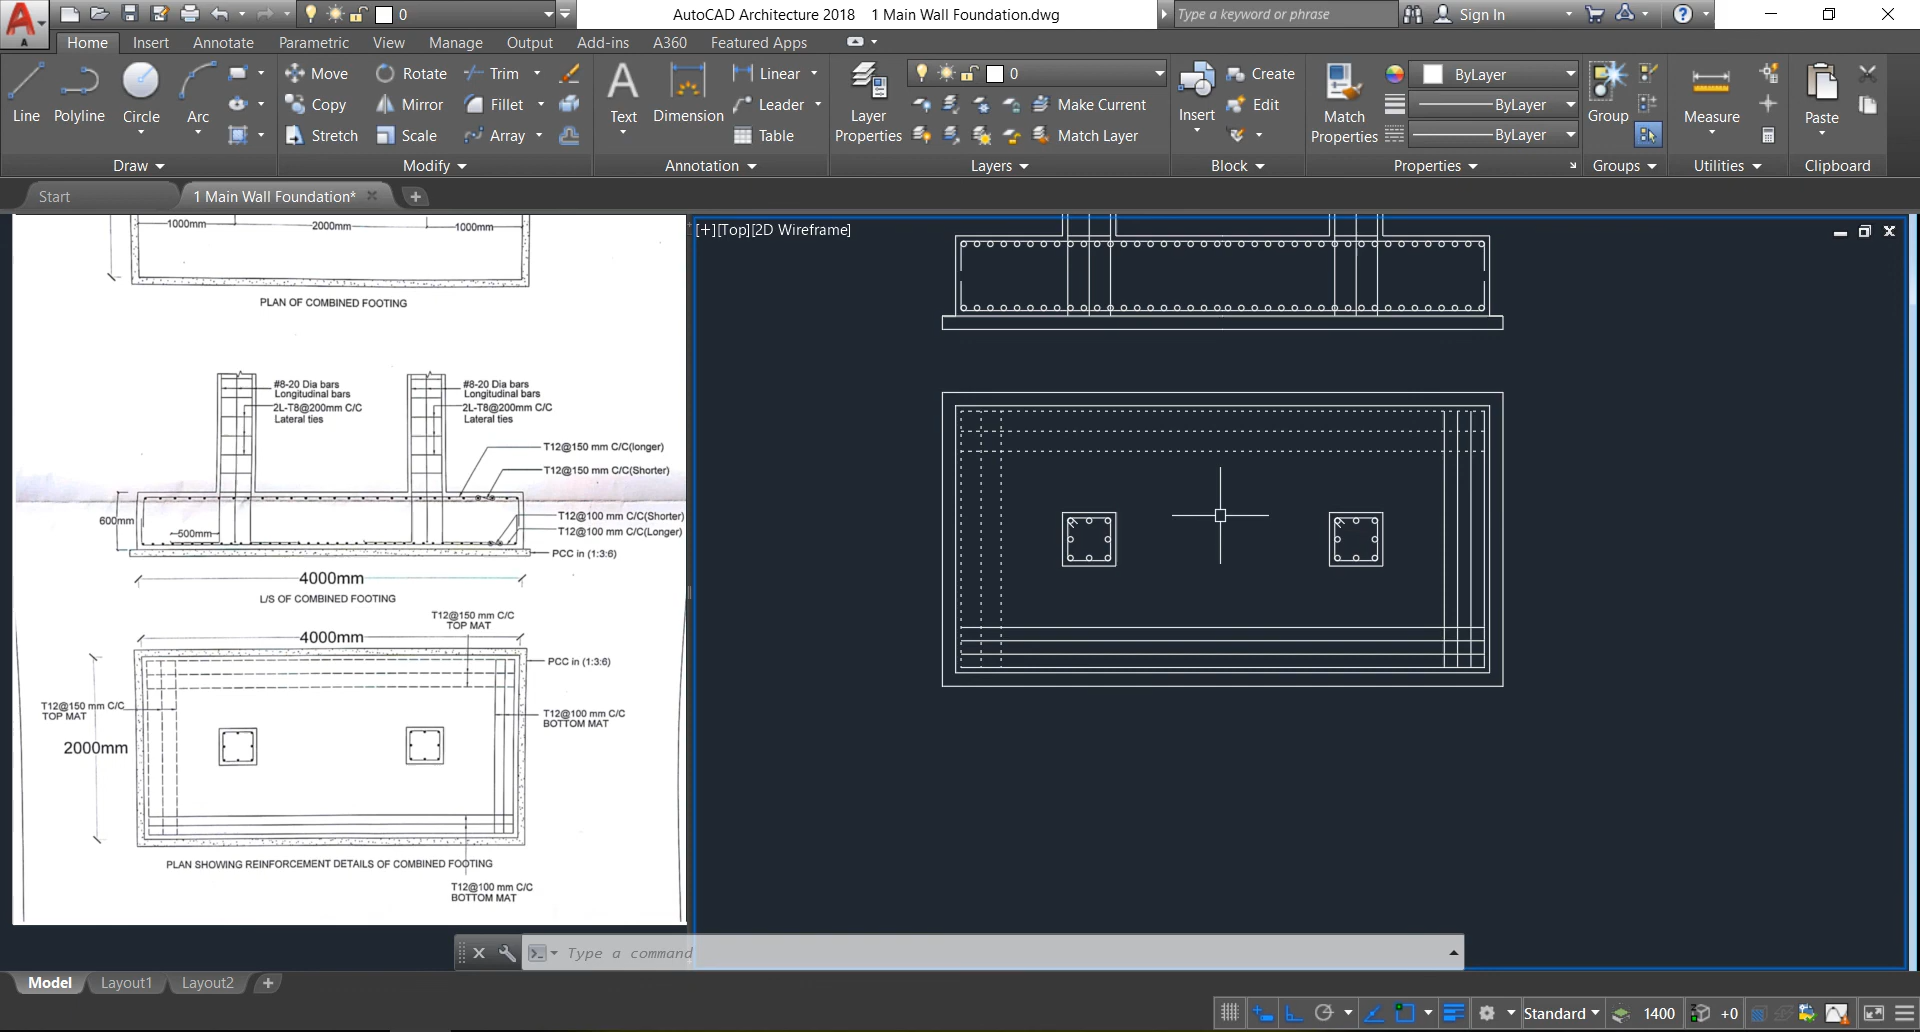 0
AutoCAD Architecture 2018 1 Main Wall Foundation.dwg
Type a keyword or phrase
Sign In
Home Insert Annotate Parametric View Manage Output Add-ins A360 Featured Apps
Line Polyline Circle Arc
Draw
Move Rotate Trim
Copy Mirror Fillet
Stretch Scale Array
Modify
Text Dimension
Linear
Leader
Table
Annotation
Layer Properties
0
Make Current
Match Layer
Layers
Insert
Create
Edit
Block
Match Properties
ByLayer
ByLayer
ByLayer
Properties
Group
Groups
Measure
Utilities
Paste
Clipboard
Start
1 Main Wall Foundation*
[+][Top][2D Wireframe]
1000mm 2000mm 1000mm
PLAN OF COMBINED FOOTING
#8-20 Dia bars
Longitudinal bars
2L-T8@200mm C/C
Lateral ties
#8-20 Dia bars
Longitudinal bars
2L-T8@200mm C/C
Lateral ties
T12@150 mm C/C(longer)
T12@150 mm C/C(Shorter)
600mm
500mm
T12@100 mm C/C(Shorter)
T12@100 mm C/C(Longer)
PCC in (1:3:6)
4000mm
L/S OF COMBINED FOOTING
T12@150 mm C/C
TOP MAT
4000mm
PCC in (1:3:6)
T12@150 mm C/C
TOP MAT
T12@100 mm C/C
BOTTOM MAT
2000mm
PLAN SHOWING REINFORCEMENT DETAILS OF COMBINED FOOTING
T12@100 mm C/C
BOTTOM MAT
Type a command
Model Layout1 Layout2
Standard 1400 +0